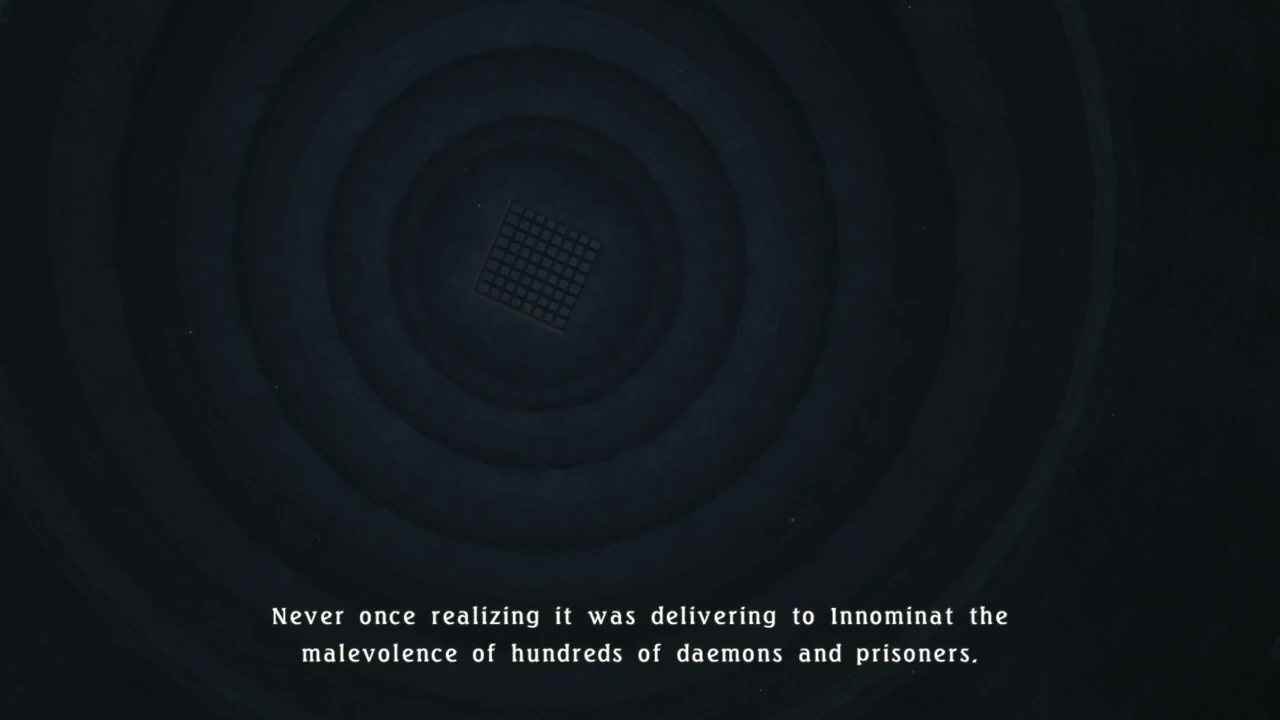 Never once realizing it was delivering to Innominat the
malevolence of hundreds of daemons and prisoners.